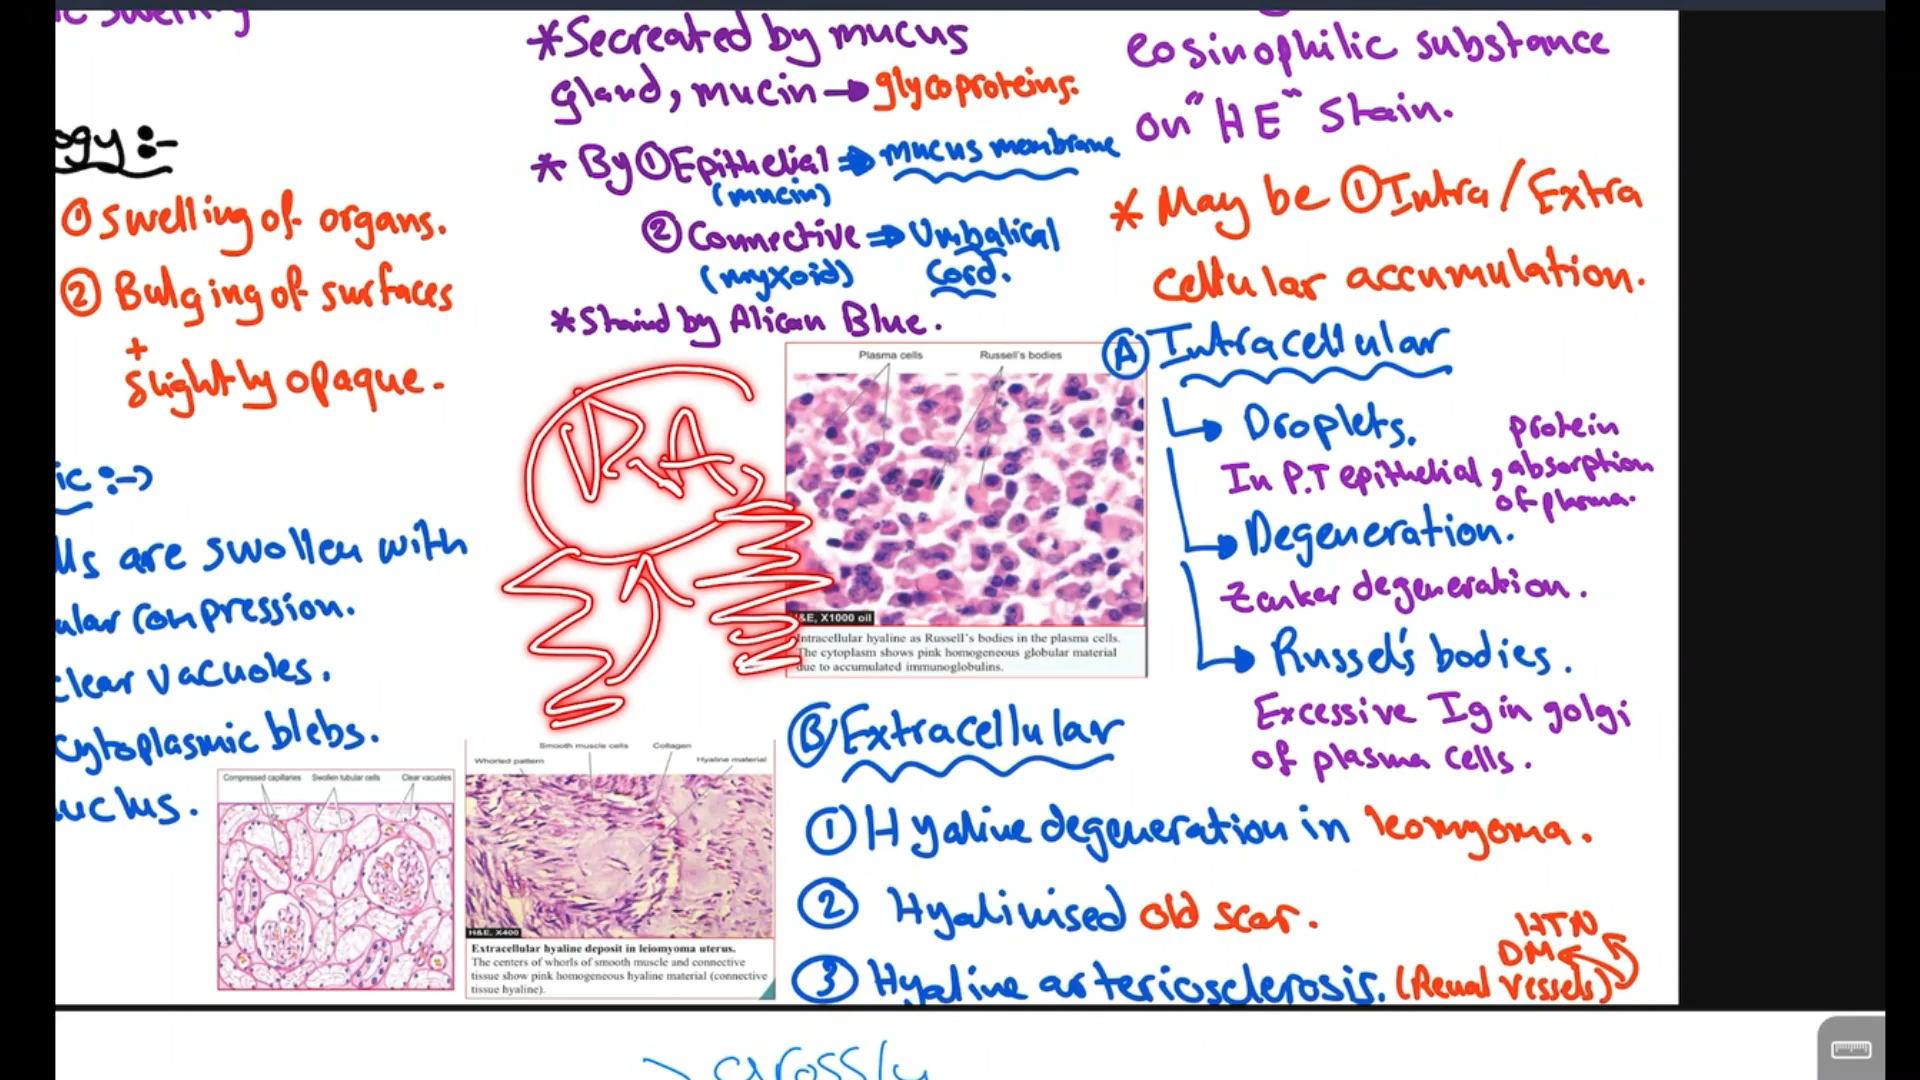 ogy:-
① Swelling of organs.
② Bulging of surfaces
+
slightly opaque.
ic:-
lls are swollen with
ular compression.
clear vacuoles.
cytoplasmic blebs.
Compressed capillaries Swollen tubular cells Clear vacuoles
*Secreated by mucus
gland, mucin → glycoproteins.
* By ① Epithelial ⇒ mucus membrane
(mucin)
② Connective ⇒ Umbalical
(myxoid) Cord.
*Staind by Alican Blue.
Plasma cells Russell's bodies
H&E, X1000 oil
Intracellular hyaline as Russell's bodies in the plasma cells.
The cytoplasm shows pink homogeneous globular material
due to accumulated immunoglobulins.
Smooth muscle cells Collagen
Whorled pattern Hyaline material
H&E, X400
Extracellular hyaline deposit in leiomyoma uterus.
The centers of whorls of smooth muscle and connective
tissue show pink homogeneous hyaline material (connective
tissue hyaline).
eosinophilic substance
on "HE" Stain.
* May be ① Intra/Extra
cellular accumulation.
Ⓐ Intracellular
Droplets.
In P.T epithelial, protein
absorption
of plasma.
Degeneration.
Zanker degeneration.
Russel's bodies.
Excessive Ig in golgi
of plasma cells.
Ⓑ Extracellular
① Hyaline degeneration in leomyoma.
② Hyalinised old scar.
HTN
DM
③ Hyaline arteriosclerosis. (Renal Vessels)
grossly